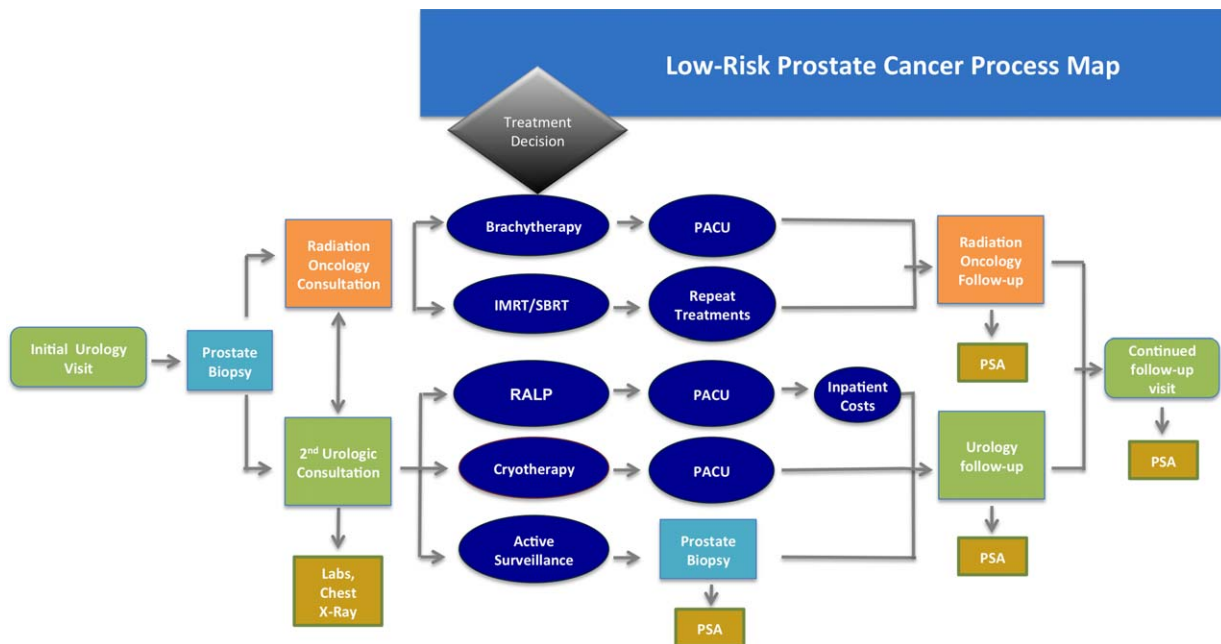 Low-Risk Prostate Cancer Process Map
Treatment
Decision
Brachytherapy
PACU
Radiation
Oncology
Consultation
Radiation
Oncology
Follow-up
IMRT/SBRT
Repeat
Treatments
Initial Urology
Visit
Prostate
Biopsy
PSA
Continued
follow-up
visit
RALP
PACU
Inpatient
Costs
2nd Urologic
Consultation
Cryotherapy
PACU
Urology
follow-up
PSA
Active
Surveillance
Prostate
Biopsy
PSA
Labs,
Chest
X-Ray
PSA